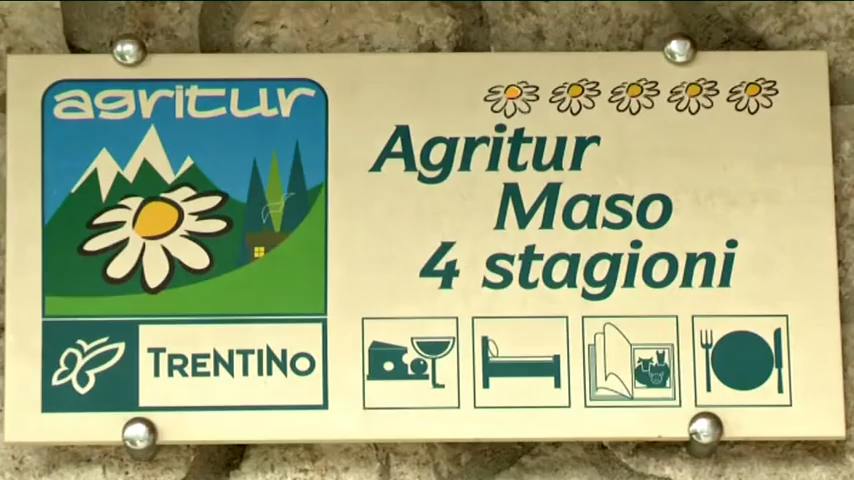 agritur
TRENTINO
Agritur
Maso
4 stagioni